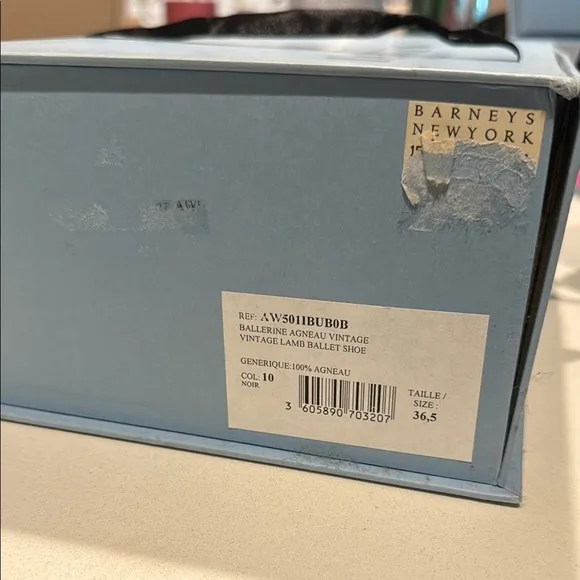 BARNEYS
NEWYORK
REF: AW5011BUB0B
BALLERINE AGNEAU VINTAGE
VINTAGE LAMB BALLET SHOE
GENERIQUE:100% AGNEAU
COL: 10
NOIR
3 605890 703207
TAILLE /
SIZE :
36,5